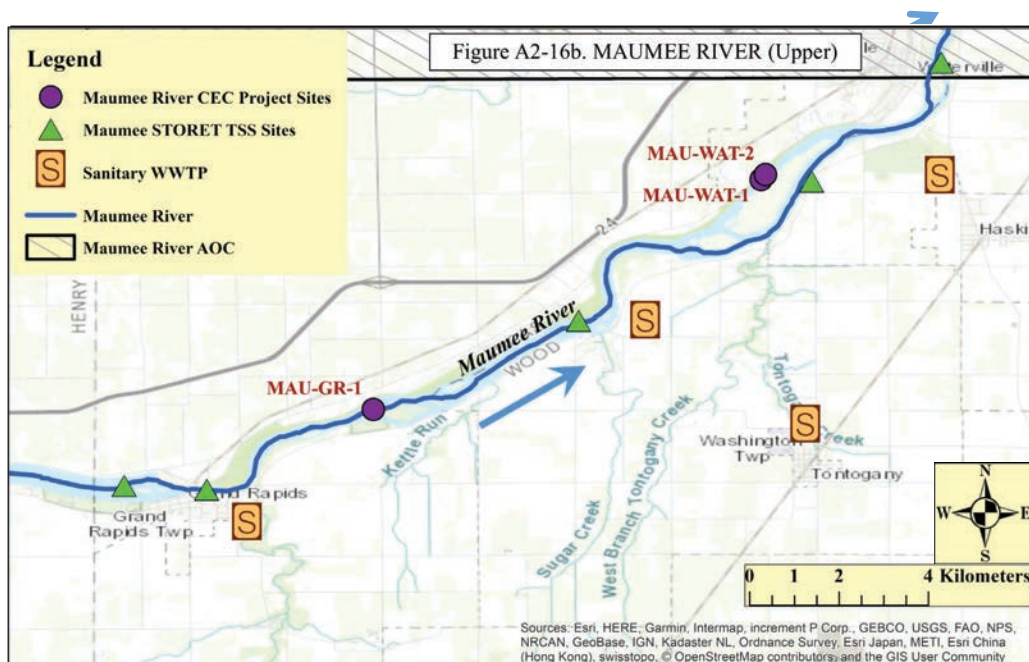 Figure A2-16b. MAUMEE RIVER (Upper)
Legend
Maumee River CEC Project Sites
Maumee STORET TSS Sites
S
Sanitary WWTP
Maumee River
Maumee River AOC
MAU-WAT-2
MAU-WAT-1
S
Haskin
24
HENRY
S
Maumee River
WOOD
MAU-GR-1
Kettle Run
Sugar Creek
West Branch Tontogany Creek
Creek
S
Washington
Twp
Tontogany
Rapids
Grand
Rapids Twp
S
N
W
E
S
0 1 2 4 Kilometers
Sources: Esri, HERE, Garmin, Intermap, increment P Corp., GEBCO, USGS, FAO, NPS,
NRCAN, GeoBase, IGN, Kadaster NL, Ordnance Survey, Esri Japan, METI, Esri China
(Hong Kong), swisstopo, © OpenStreetMap contributors, and the GIS User Community